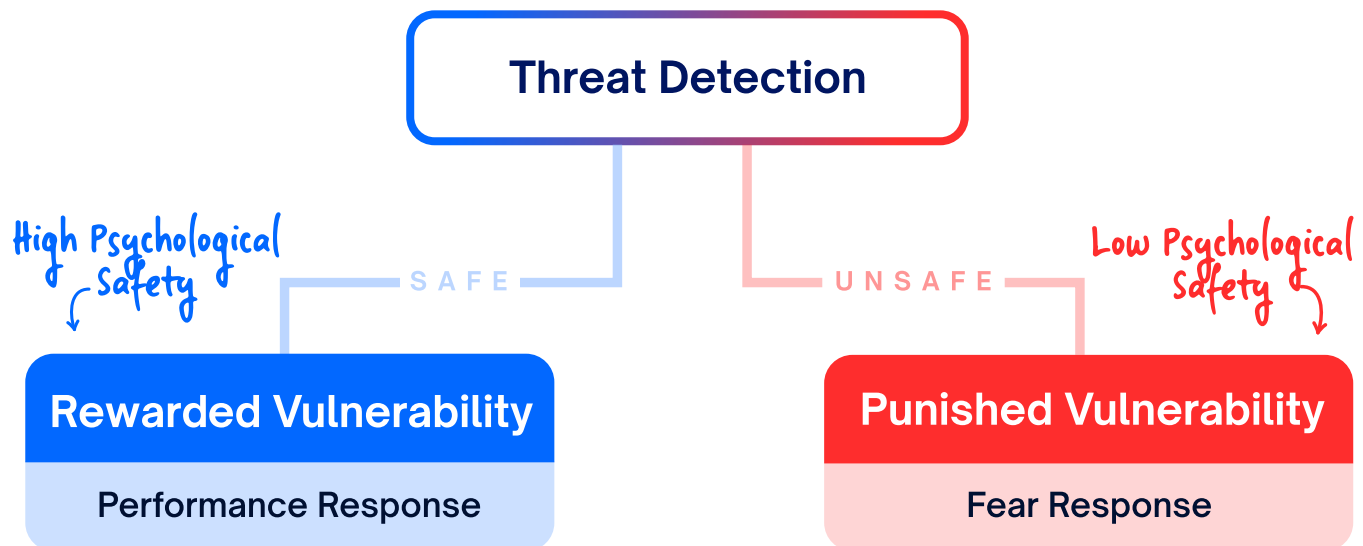 Threat Detection
High Psychological
Safety
SAFE
UNSAFE
Low Psychological
Safety
Rewarded Vulnerability
Performance Response
Punished Vulnerability
Fear Response